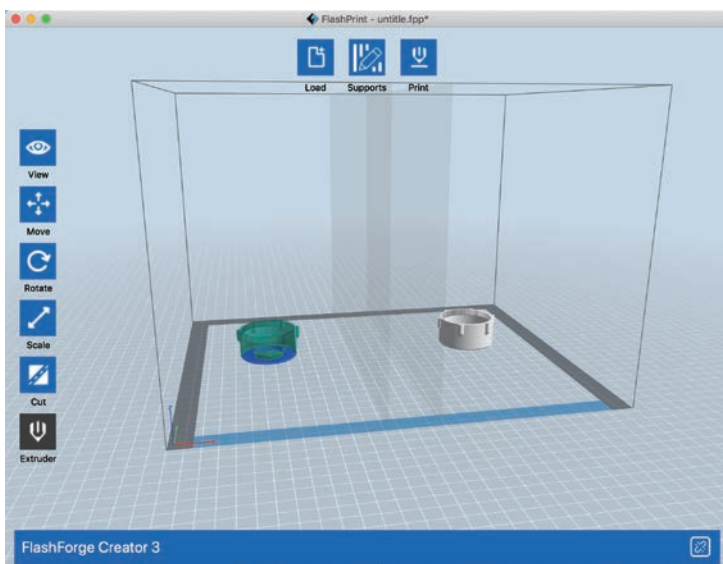 FlashPrint - untitle.fpp*
Load Supports Print
View
Move
Rotate
Scale
Cut
Extruder
FlashForge Creator 3